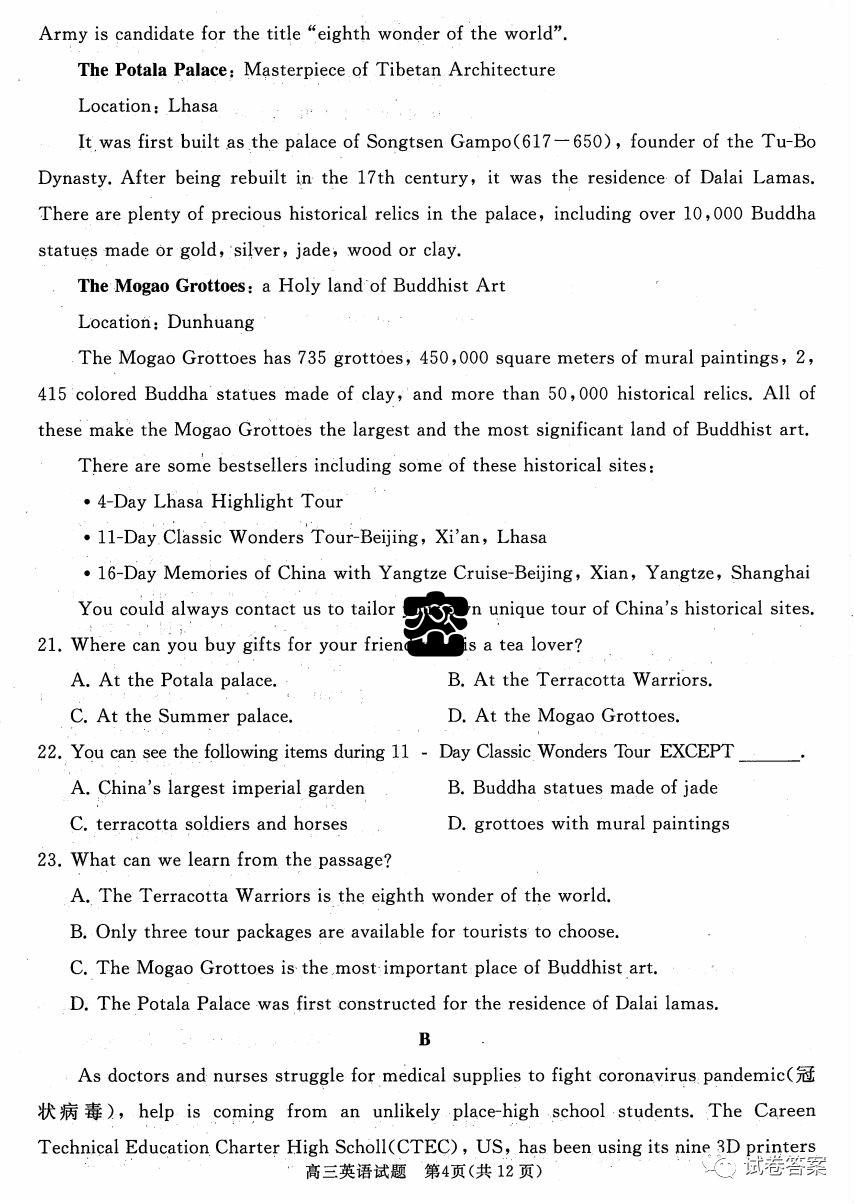 Army is candidate for the title “eighth wonder of the world”.
The Potala Palace: Masterpiece of Tibetan Architecture
Location: Lhasa
It was first built as the palace of Songtsen Gampo(617－650), founder of the Tu-Bo
Dynasty. After being rebuilt in the 17th century, it was the residence of Dalai Lamas.
There are plenty of precious historical relics in the palace, including over 10,000 Buddha
statues made or gold, silver, jade, wood or clay.
The Mogao Grottoes: a Holy land of Buddhist Art
Location: Dunhuang
The Mogao Grottoes has 735 grottoes, 450,000 square meters of mural paintings, 2,
415 colored Buddha statues made of clay, and more than 50,000 historical relics. All of
these make the Mogao Grottoes the largest and the most significant land of Buddhist art.
There are some bestsellers including some of these historical sites:
• 4-Day Lhasa Highlight Tour
• 11-Day Classic Wonders Tour-Beijing, Xi’an, Lhasa
• 16-Day Memories of China with Yangtze Cruise-Beijing, Xian, Yangtze, Shanghai
You could always contact us to tailor unique tour of China’s historical sites.
21. Where can you buy gifts for your is a tea lover?
A. At the Potala palace. B. At the Terracotta Warriors.
C. At the Summer palace. D. At the Mogao Grottoes.
22. You can see the following items during 11 - Day Classic Wonders Tour EXCEPT ______.
A. China’s largest imperial garden B. Buddha statues made of jade
C. terracotta soldiers and horses D. grottoes with mural paintings
23. What can we learn from the passage?
A. The Terracotta Warriors is the eighth wonder of the world.
B. Only three tour packages are available for tourists to choose.
C. The Mogao Grottoes is the most important place of Buddhist art.
D. The Potala Palace was first constructed for the residence of Dalai lamas.
B
As doctors and nurses struggle for medical supplies to fight coronavirus pandemic(冠
状病毒), help is coming from an unlikely place-high school students. The Careen
Technical Education Charter High Scholl(CTEC), US, has been using its nine 3D printers
高三英语试题 第4页(共12页)
试卷答案